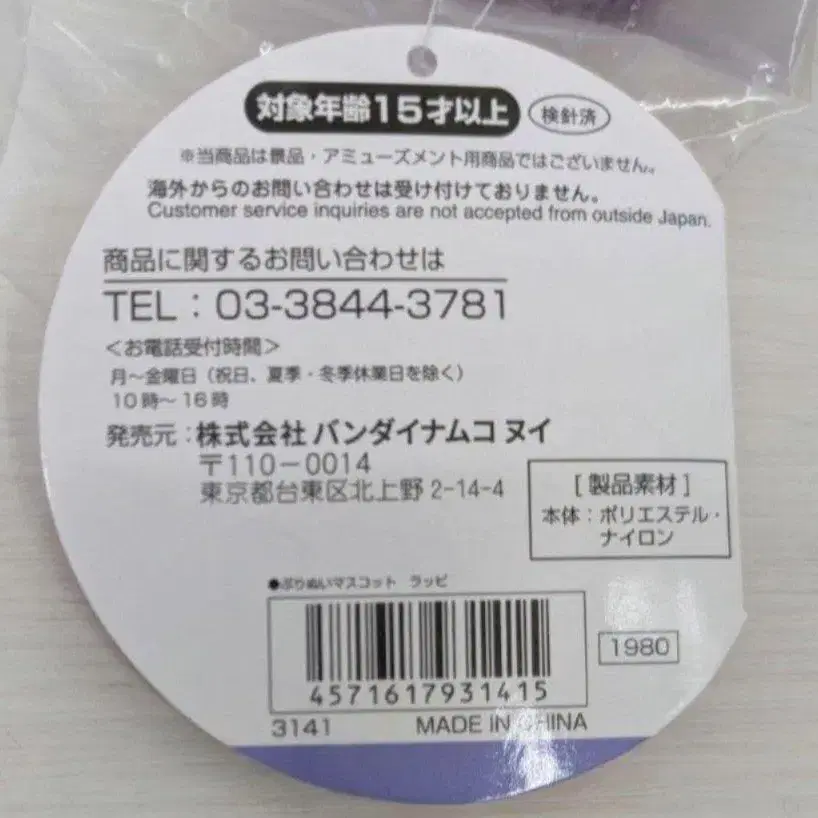 対象年齢15才以上 検針済
※当商品は景品・アミューズメント用商品ではございません。
海外からのお問い合わせは受け付けておりません。
Customer service inquiries are not accepted from outside Japan.
商品に関するお問い合わせは
TEL：03-3844-3781
＜お電話受付時間＞
月～金曜日（祝日、夏季・冬季休業日を除く）
10時～16時
発売元：株式会社 バンダイナムコ ヌイ
〒110-0014
東京都台東区北上野 2-14-4
[ 製品素材 ]
本体：ポリエステル・
ナイロン
●ぷりぬいマスコット ラッピ
1980
4571617931415
3141 MADE IN CHINA